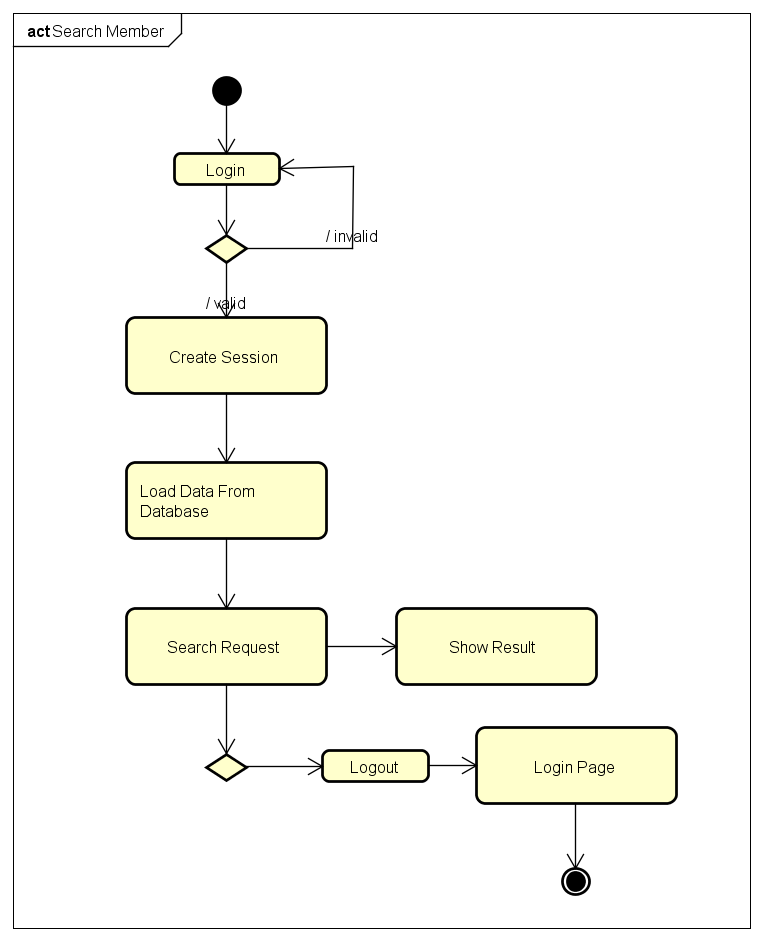 act Search Member
Login
/ invalid
/ valid
Create Session
Load Data From
Database
Search Request
Show Result
Logout
Login Page